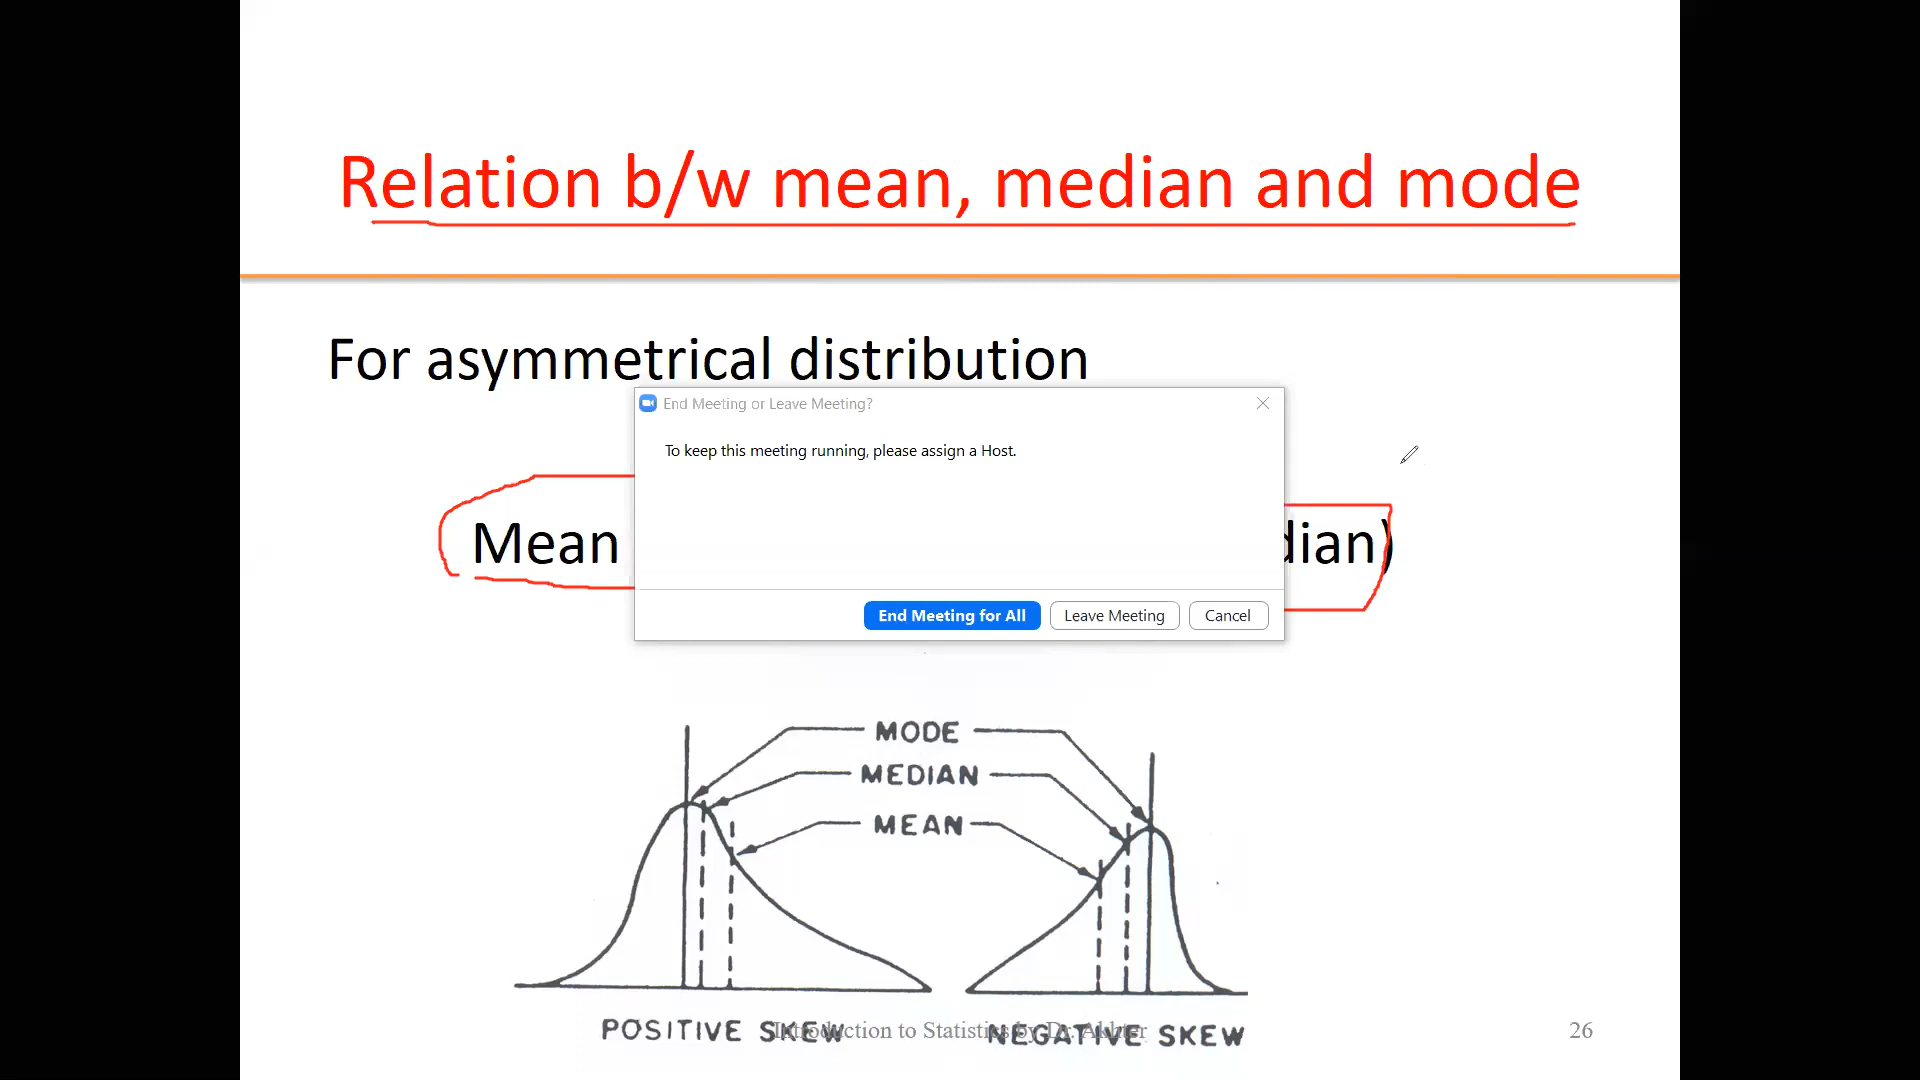 Relation b/w mean, median and mode
For asymmetrical distribution
End Meeting or Leave Meeting?
To keep this meeting running, please assign a Host.
Mean dian)
End Meeting for All Leave Meeting Cancel
MODE
MEDIAN
MEAN
POSITIVE SKEW NEGATIVE SKEW
Introduction to Statistics by Dr. Akhter 26